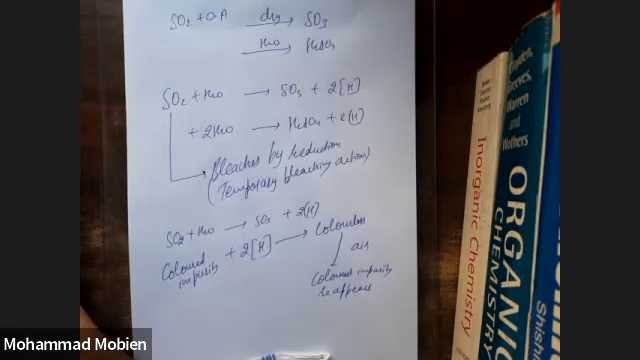 SO2 + O.A dry → SO3
H2O → H2SO4
SO2 + H2O → SO3 + 2[H]
+ 2H2O → H2SO4 + 2[H]
Bleaches by reduction
(Temporary bleaching action)
SO2 + H2O → SO3 + 2[H]
Coloured impurity + 2[H] → Colourless
air
Coloured impurity
Reappears
Inorganic Chemistry
Clayden,
Greeves,
Warren
and
Wothers
ORGANIC
CHEMISTRY
Mohammad Mobien